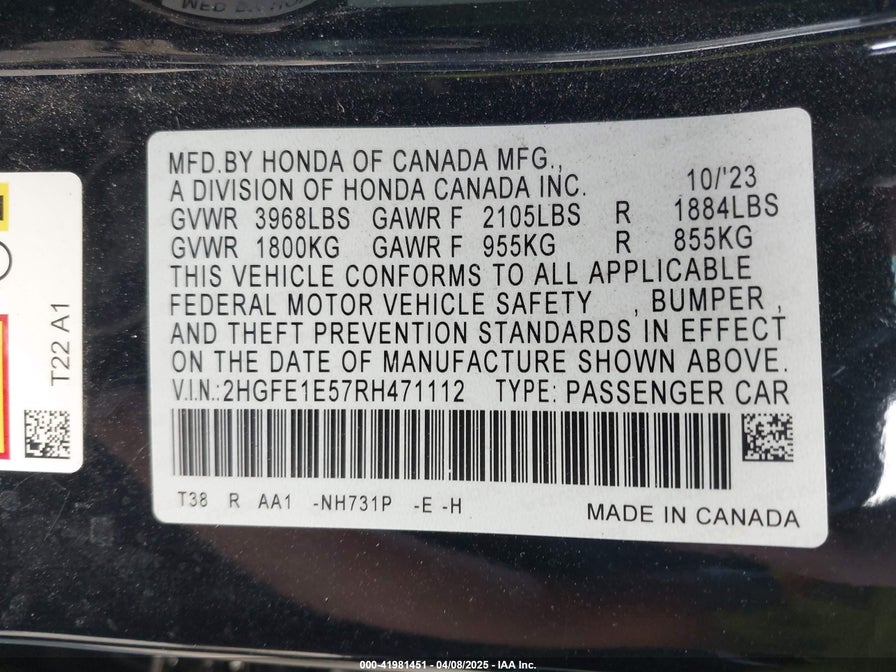 MFD.BY HONDA OF CANADA MFG.,
A DIVISION OF HONDA CANADA INC. 10/'23
GVWR 3968LBS GAWR F 2105LBS R 1884LBS
GVWR 1800KG GAWR F 955KG R 855KG
THIS VEHICLE CONFORMS TO ALL APPLICABLE
FEDERAL MOTOR VEHICLE SAFETY , BUMPER ,
AND THEFT PREVENTION STANDARDS IN EFFECT
ON THE DATE OF MANUFACTURE SHOWN ABOVE.
V.I.N.:2HGFE1E57RH471112 TYPE: PASSENGER CAR
T38 R AA1 -NH731P -E -H
MADE IN CANADA
T22 A1
000-41981451 - 04/08/2025 - IAA Inc.